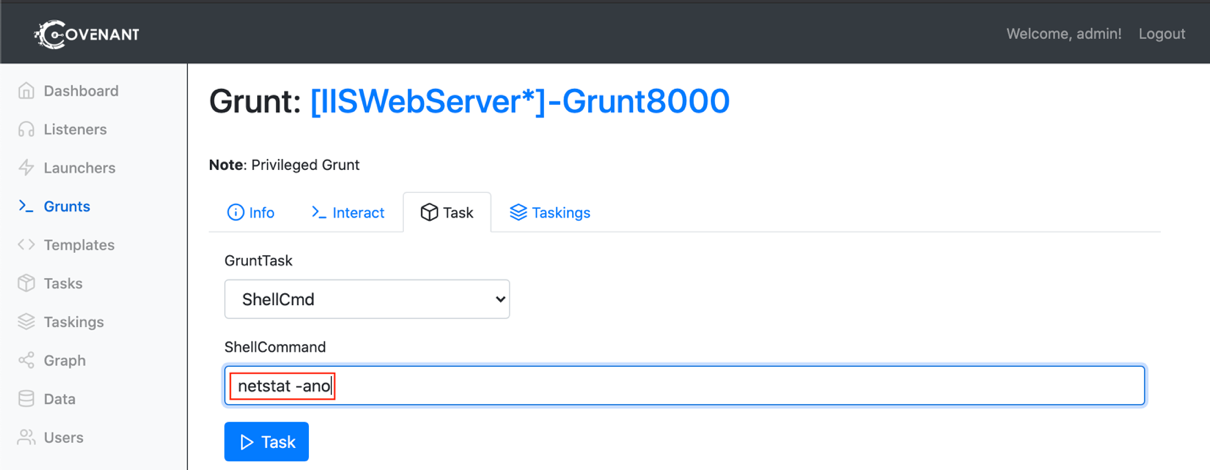 COVENANT
Welcome, admin! Logout
Dashboard
Listeners
Launchers
Grunts
Templates
Tasks
Taskings
Graph
Data
Users
Grunt: [IISWebServer*]-Grunt8000
Note: Privileged Grunt
Info Interact Task Taskings
GruntTask
ShellCmd
ShellCommand
netstat -ano
Task